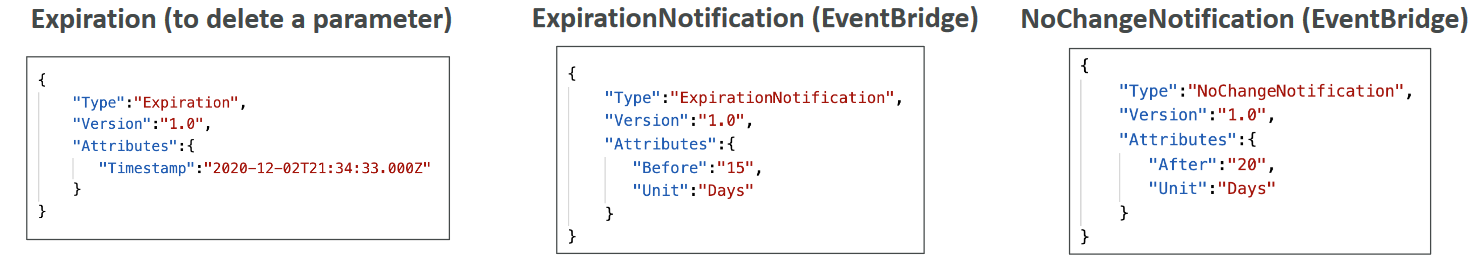 Expiration (to delete a parameter)
{
"Type":"Expiration",
"Version":"1.0",
"Attributes":{
"Timestamp":"2020-12-02T21:34:33.000Z"
}
}
ExpirationNotification (EventBridge)
{
"Type":"ExpirationNotification",
"Version":"1.0",
"Attributes":{
"Before":"15",
"Unit":"Days"
}
}
NoChangeNotification (EventBridge)
{
"Type":"NoChangeNotification",
"Version":"1.0",
"Attributes":{
"After":"20",
"Unit":"Days"
}
}